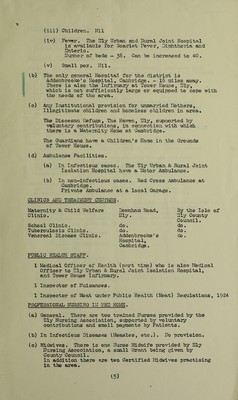 (iii) Children. Nil
(iv) Fever. The Ely Urban and Rural Joint Hospital
is available for Scarlet Fever, Diphtheria and
Enteric.
Number of beds - 36. Can be increased to 40.
(v) Small pox. Nil.
(b) The only general Hospital for the district is
Addenbrooke's Hospital, Cambridge. - 16 miles away.
There is also the Infirmary at Tower House, Ely,
which is not sufficiently large or equipped to cope with
the needs of the area.
(c) Any Institutional provision for unmarried Mothers,
Illegitimate children and homeless children in area.
The Diocesan Refuge, The Haven, Ely, supported by
voluntary contributions, in connection with which
there is a Maternity Home at Cambridge.
The Guardians have a Children's Home in the Grounds
of Tower House.
(d) Ambulance Facilities.
(a) In Infectious cases. The Ely Urban & Rural Joint
Isolation Hospital have a Motor Ambulance.
(b) In non-infectious cases. Red Cross Ambulance at
Cambridge.
Private Ambulance at a local Garage.
CLINICS AND TREATMENT CENTRES.
Maternity & Child Welfare Clinic. Downham Road, Ely. By the Isle of Ely County Council.
School Clinic. do. do.
Tuberculosis Clinic. do. do.
Venereal Disease Clinic. Addenbrooke's Hospital, Cambridge. do.
PUBLIC HEALTH STAFF.
1 Medical Officer of Health (part time) who is also Medical
Officer to Ely Urban & Rural Joint Isolation Hospital,
and Tower House Infirmary.
1 Inspector of Nuisances.
1 Inspector of Meat under Public Health (Meat) Regulations, 1924
PROFESSIONAL NURSING IN THE HOME.
(a) General. There are two trained Nurses provided by the
Ely Nursing Association, supported by voluntary
contributions and small payments by Patients.
(b) In Infectious Diseases (Measles, etc.). No provision.
(c) Midwives. There is one Nurse Midwife provided by Ely
Nursing Association, a small Grant being given by
County Council.
In addition there are two Certified Midwives practising
in the area.
(5)